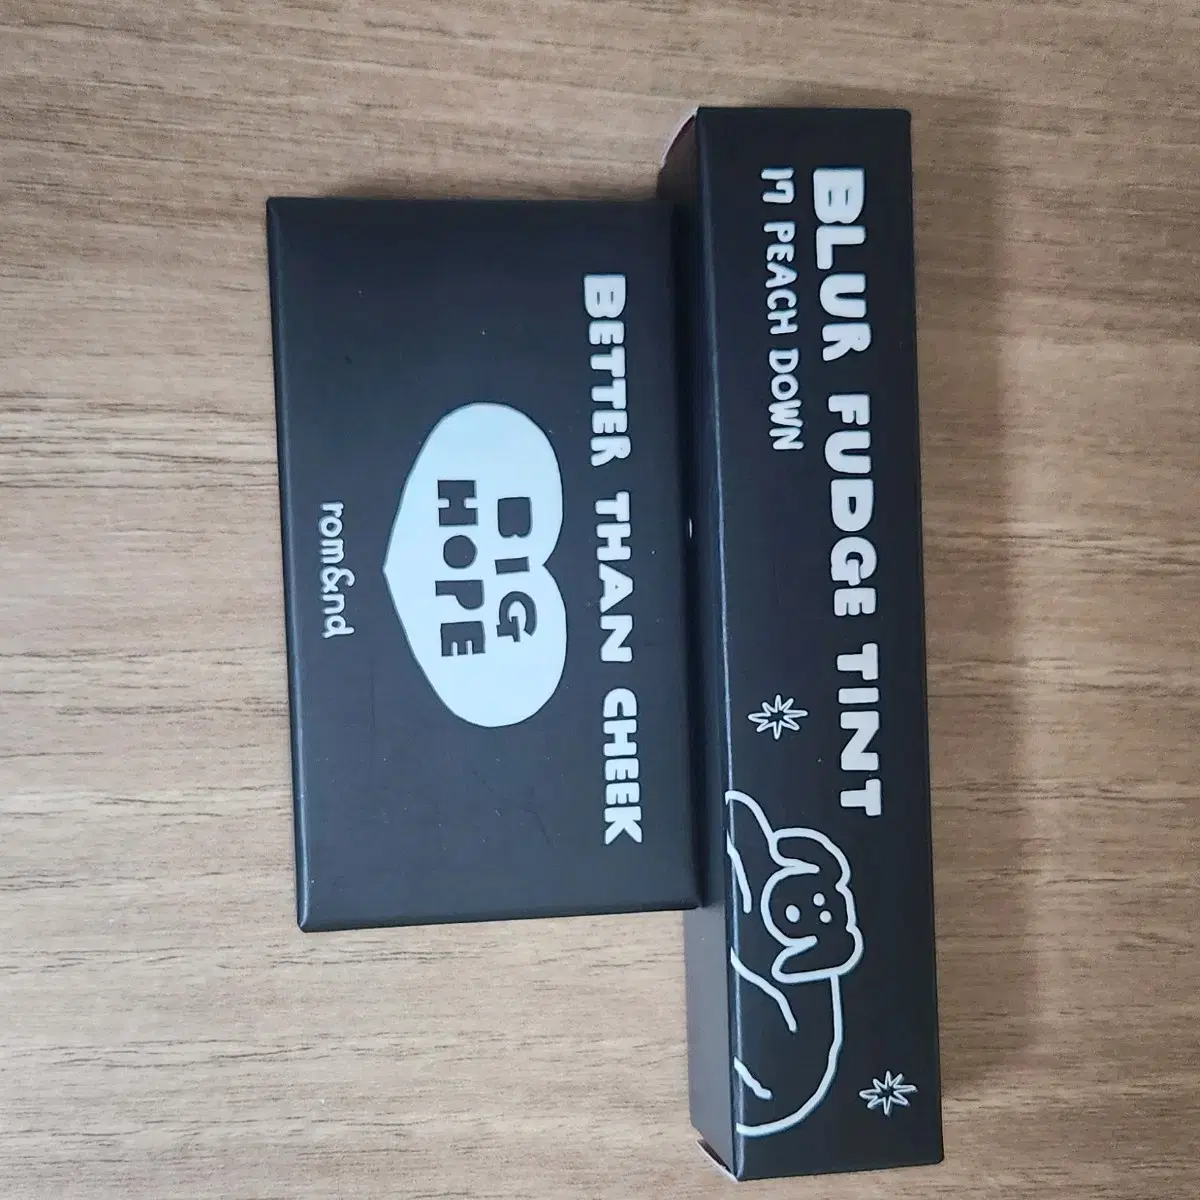 BLUR FUDGE TINT
17 PEACH DOWN
BETTER THAN CHEEK
BIG
HOPE
rom&nd